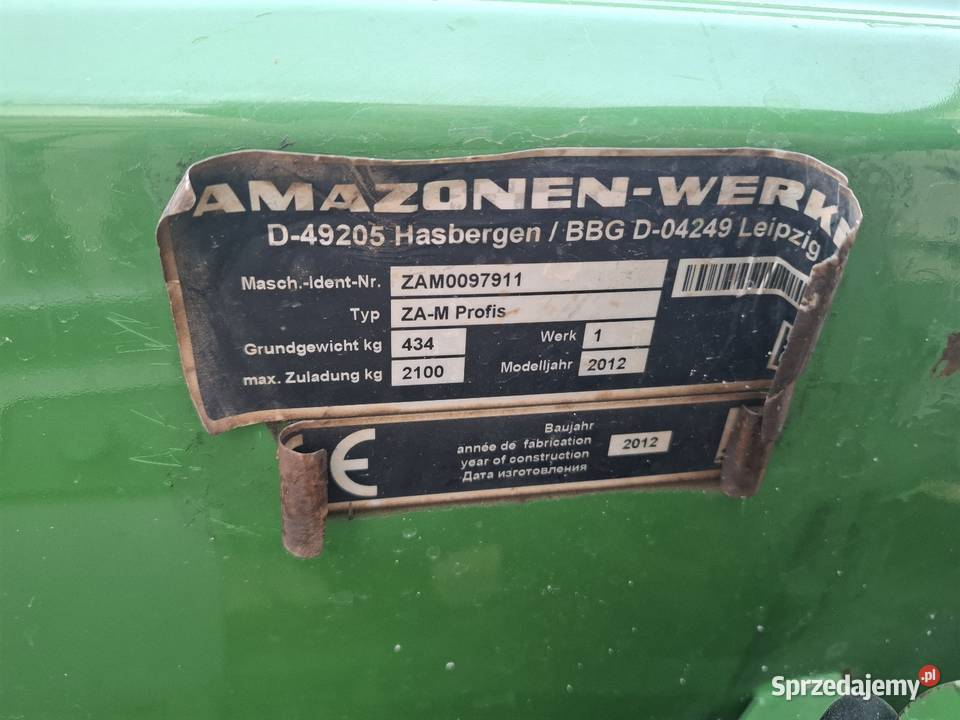 AMAZONEN-WERKE
D-49205 Hasbergen / BBG D-04249 Leipzig
Masch.-Ident-Nr. ZAM0097911
Typ ZA-M Profis
Grundgewicht kg 434 Werk 1
max. Zuladung kg 2100 Modelljahr 2012
CE
Baujahr
année de fabrication
year of construction
Дата изготовления
2012
Sprzedajemy.pl